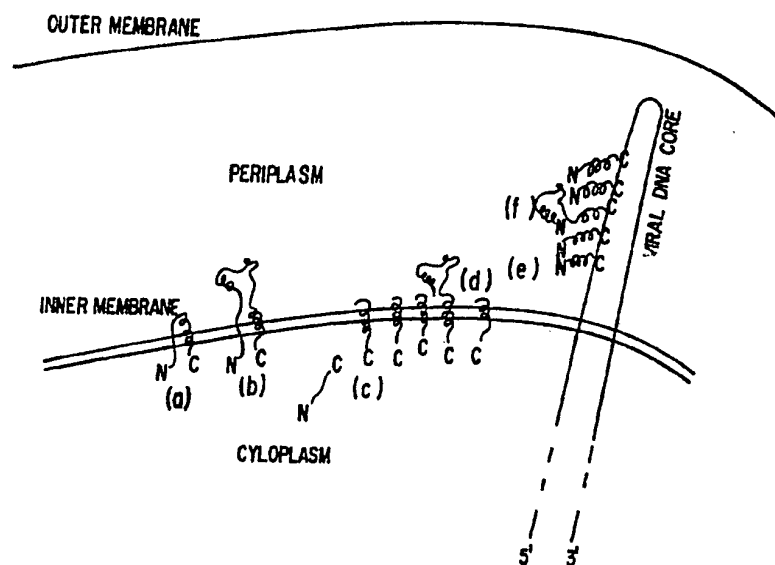 OUTER MEMBRANE
PERIPLASM
VIRAL DNA CORE
N C
N C
(f) N C
N C
(e) N C
(d)
INNER MEMBRANE
N C
(a)
N C
(b)
C C C C C
(c)
C
N
CYLOPLASM
5' 3'